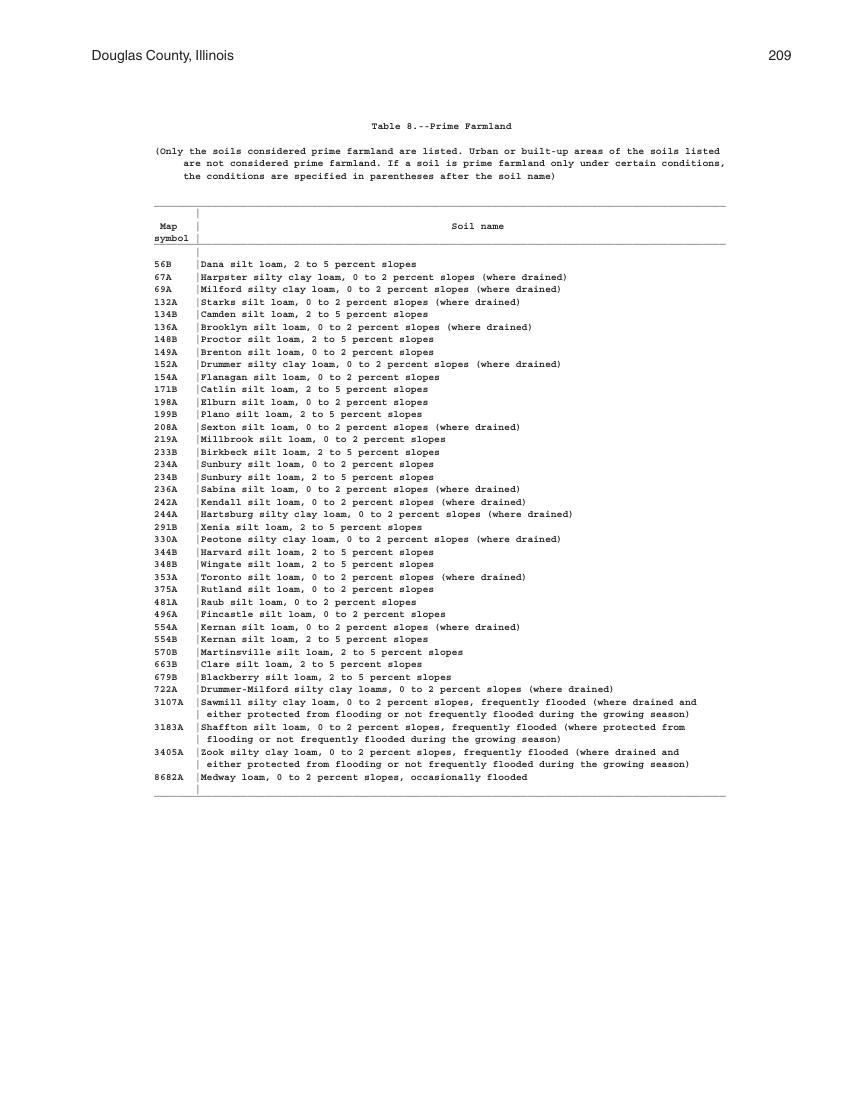 Douglas County, Illinois 209
Table 8.--Prime Farmland
(Only the soils considered prime farmland are listed. Urban or built-up areas of the soils listed
are not considered prime farmland. If a soil is prime farmland only under certain conditions,
the conditions are specified in parentheses after the soil name)
Map Soil name
symbol
56B Dana silt loam, 2 to 5 percent slopes
67A Harpster silty clay loam, 0 to 2 percent slopes (where drained)
69A Milford silty clay loam, 0 to 2 percent slopes (where drained)
132A Starks silt loam, 0 to 2 percent slopes (where drained)
134B Camden silt loam, 2 to 5 percent slopes
136A Brooklyn silt loam, 0 to 2 percent slopes (where drained)
148B Proctor silt loam, 2 to 5 percent slopes
149A Brenton silt loam, 0 to 2 percent slopes
152A Drummer silty clay loam, 0 to 2 percent slopes (where drained)
154A Flanagan silt loam, 0 to 2 percent slopes
171B Catlin silt loam, 2 to 5 percent slopes
198A Elburn silt loam, 0 to 2 percent slopes
199B Plano silt loam, 2 to 5 percent slopes
208A Sexton silt loam, 0 to 2 percent slopes (where drained)
219A Millbrook silt loam, 0 to 2 percent slopes
233B Birkbeck silt loam, 2 to 5 percent slopes
234A Sunbury silt loam, 0 to 2 percent slopes
234B Sunbury silt loam, 2 to 5 percent slopes
236A Sabina silt loam, 0 to 2 percent slopes (where drained)
242A Kendall silt loam, 0 to 2 percent slopes (where drained)
244A Hartsburg silty clay loam, 0 to 2 percent slopes (where drained)
291B Xenia silt loam, 2 to 5 percent slopes
330A Peotone silty clay loam, 0 to 2 percent slopes (where drained)
344B Harvard silt loam, 2 to 5 percent slopes
348B Wingate silt loam, 2 to 5 percent slopes
353A Toronto silt loam, 0 to 2 percent slopes (where drained)
375A Rutland silt loam, 0 to 2 percent slopes
481A Raub silt loam, 0 to 2 percent slopes
496A Fincastle silt loam, 0 to 2 percent slopes
554A Kernan silt loam, 0 to 2 percent slopes (where drained)
554B Kernan silt loam, 2 to 5 percent slopes
570B Martinsville silt loam, 2 to 5 percent slopes
663B Clare silt loam, 2 to 5 percent slopes
679B Blackberry silt loam, 2 to 5 percent slopes
722A Drummer-Milford silty clay loams, 0 to 2 percent slopes (where drained)
3107A Sawmill silty clay loam, 0 to 2 percent slopes, frequently flooded (where drained and
either protected from flooding or not frequently flooded during the growing season)
3183A Shaffton silt loam, 0 to 2 percent slopes, frequently flooded (where protected from
flooding or not frequently flooded during the growing season)
3405A Zook silty clay loam, 0 to 2 percent slopes, frequently flooded (where drained and
either protected from flooding or not frequently flooded during the growing season)
8682A Medway loam, 0 to 2 percent slopes, occasionally flooded